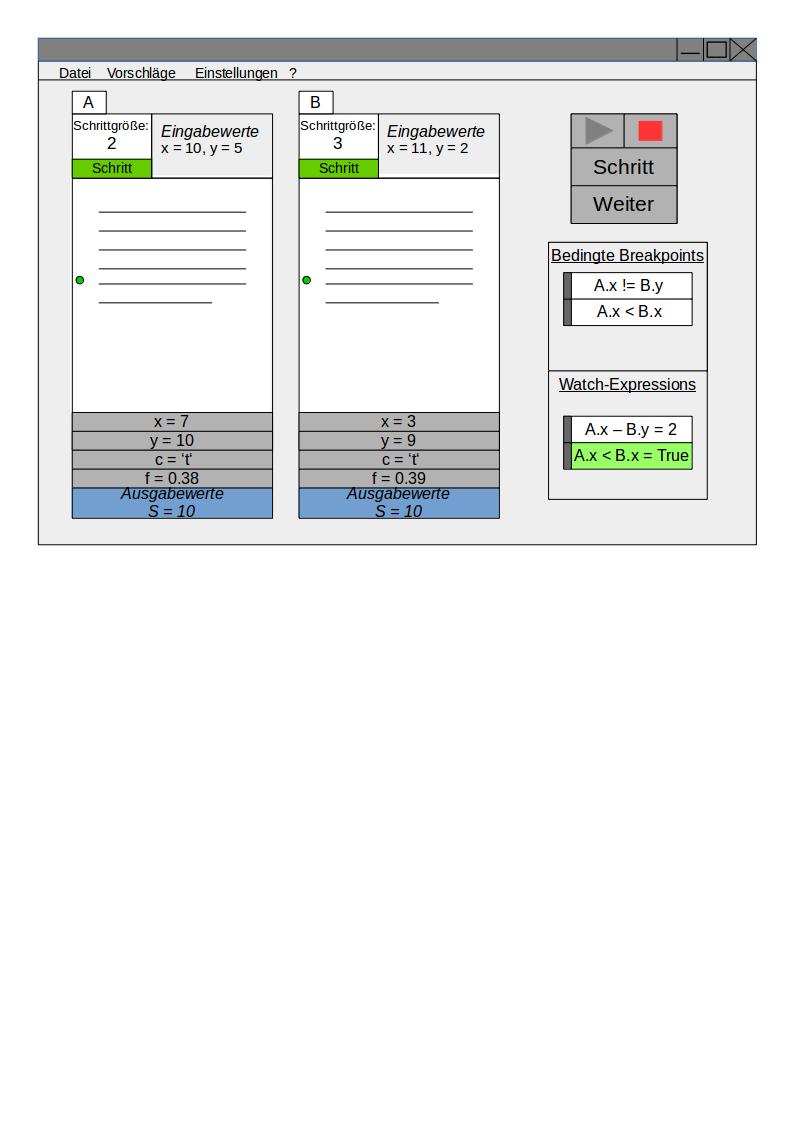 Datei Vorschläge Einstellungen ?
A
Schrittgröße:
2
Schritt
Eingabewerte
x = 10, y = 5
x = 7
y = 10
c = ‘t‘
f = 0.38
Ausgabewerte
S = 10
B
Schrittgröße:
3
Schritt
Eingabewerte
x = 11, y = 2
x = 3
y = 9
c = ‘t‘
f = 0.39
Ausgabewerte
S = 10
Schritt
Weiter
Bedingte Breakpoints
A.x != B.y
A.x < B.x
Watch-Expressions
A.x – B.y = 2
A.x < B.x = True